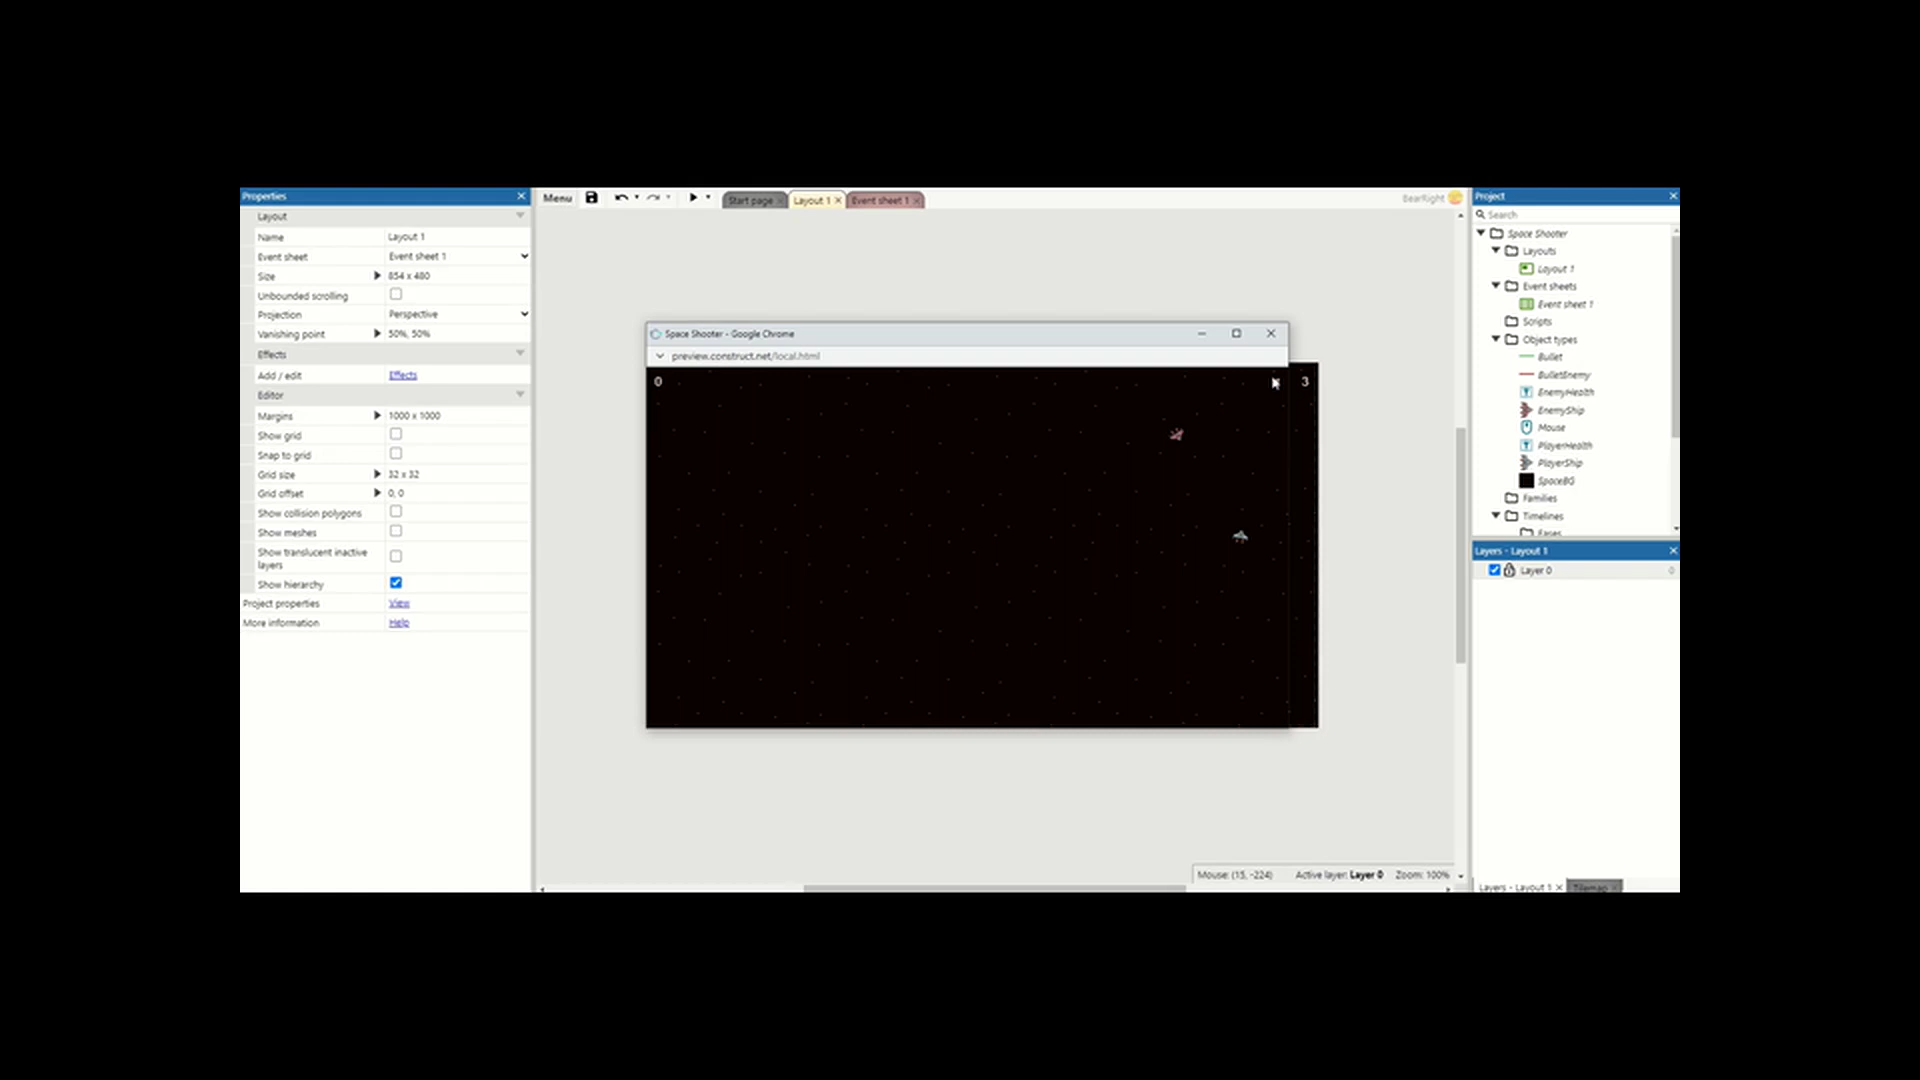 Properties
Layout
Name Layout 1
Event sheet Event sheet 1
Size 854 x 480
Unbounded scrolling
Projection Perspective
Vanishing point 50%, 50%
Effects
Add / edit Effects
Editor
Margins 1000 x 1000
Show grid
Snap to grid
Grid size 32 x 32
Grid offset 0, 0
Show collision polygons
Show meshes
Show translucent inactive
layers
Show hierarchy
Project properties View
More information Help
Menu
Start page Layout 1 Event sheet 1
BearRight
Space Shooter - Google Chrome
preview.construct.net/local.html
0
3
Mouse: (15, -224) Active layer: Layer 0 Zoom: 100%
Project
Search
Space Shooter
Layouts
Layout 1
Event sheets
Event sheet 1
Scripts
Object types
Bullet
BulletEnemy
EnemyHealth
EnemyShip
Mouse
PlayerHealth
PlayerShip
SpaceBG
Families
Timelines
Eases
Layers - Layout 1
Layer 0 0
Layers - Layout 1 Tilemap